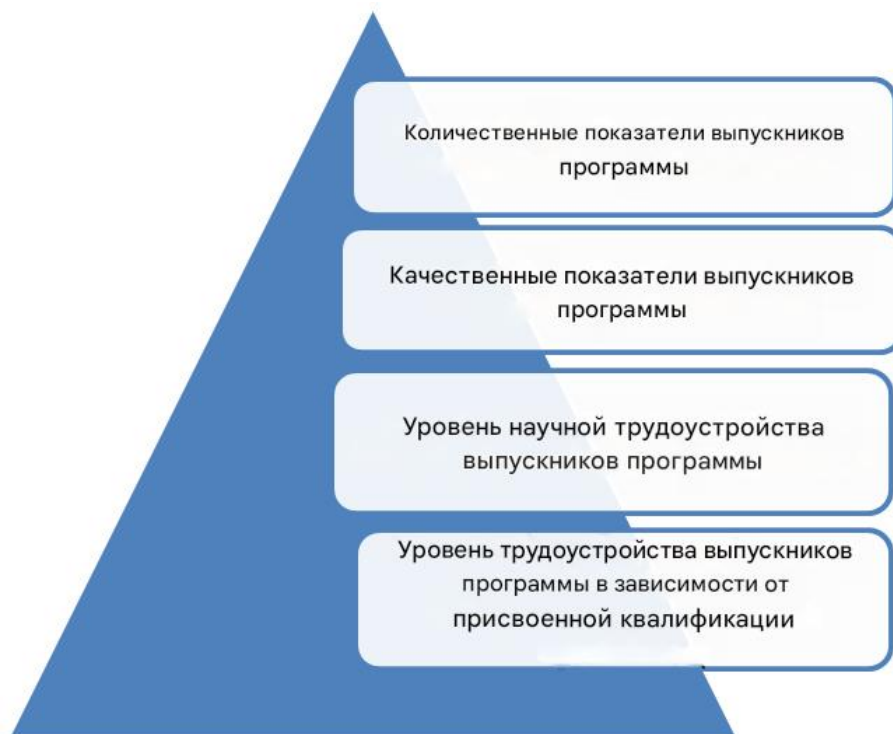 Количественные показатели выпускников
программы
Качественные показатели выпускников
программы
Уровень научной трудоустройства
выпускников программы
Уровень трудоустройства выпускников
программы в зависимости от
присвоенной квалификации